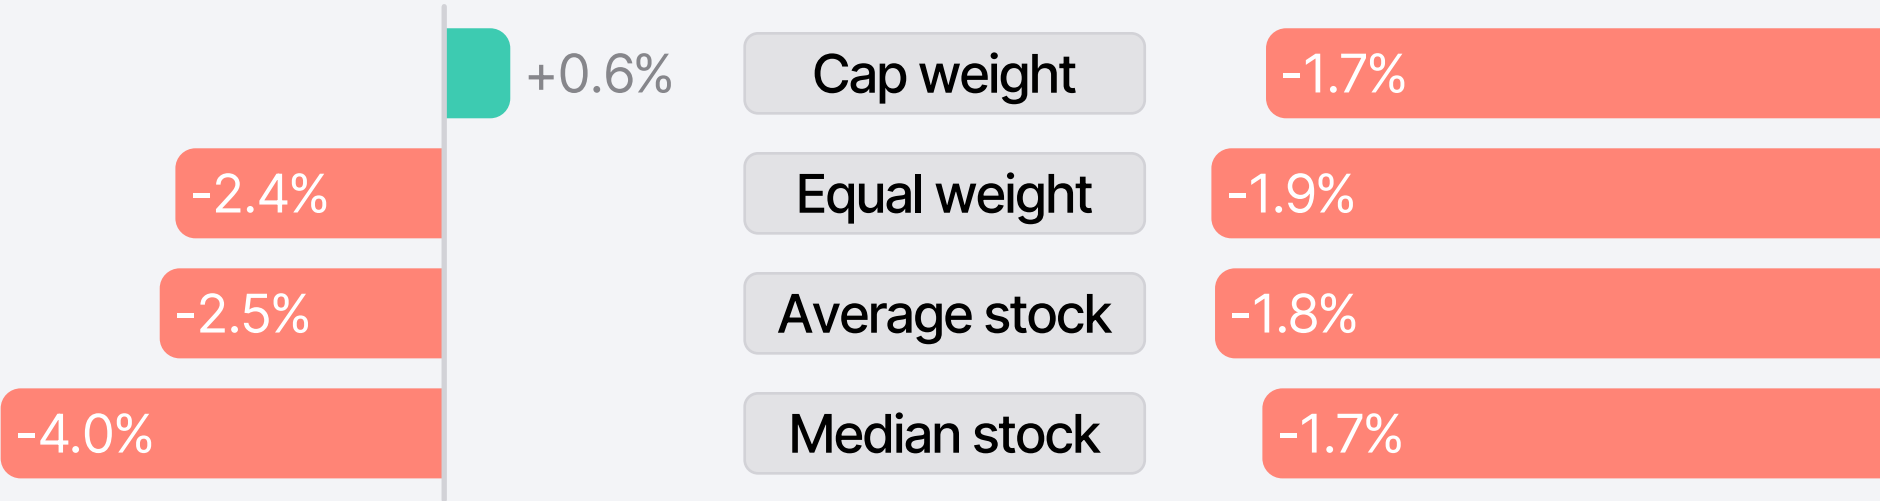 +0.6% Cap weight -1.7%
-2.4% Equal weight -1.9%
-2.5% Average stock -1.8%
-4.0% Median stock -1.7%